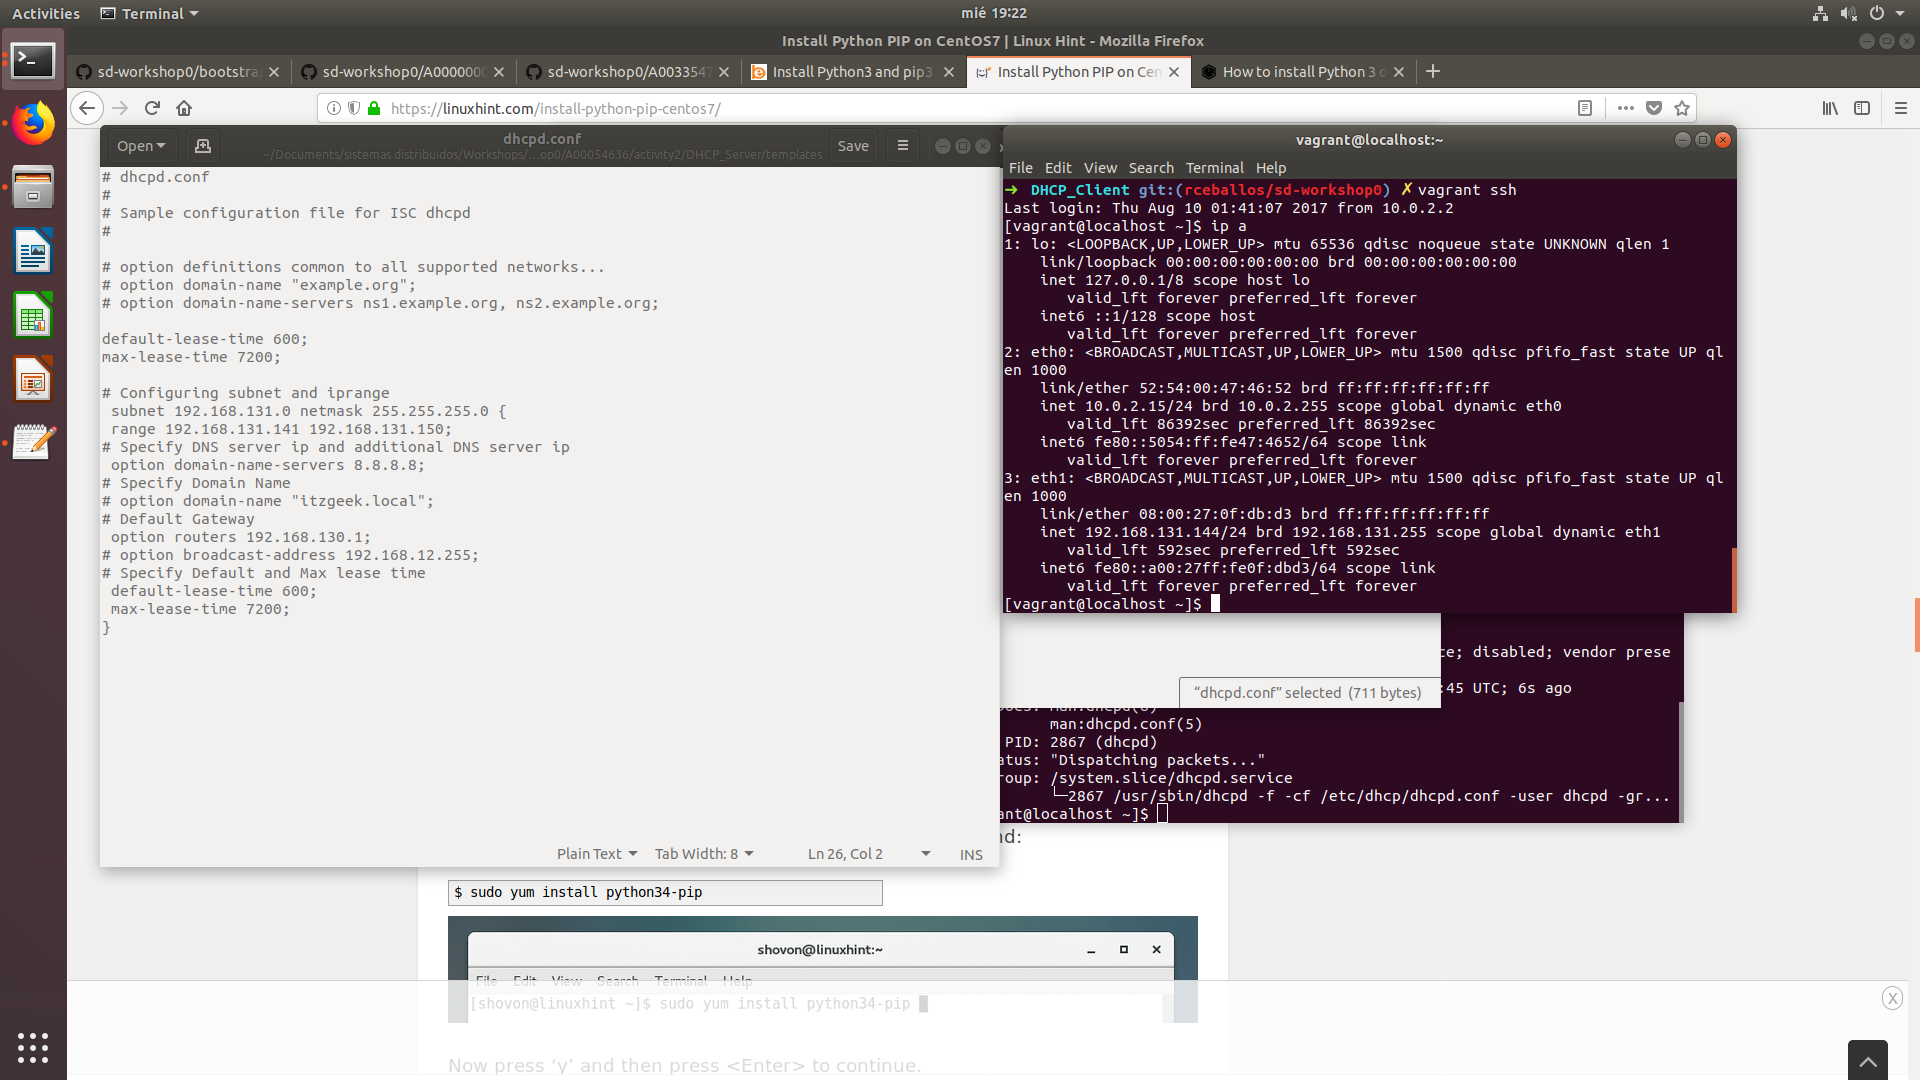 Activities
Terminal
mié 19:22
Install Python PIP on CentOS7 | Linux Hint - Mozilla Firefox
sd-workshop0/bootstra
sd-workshop0/A0000000
sd-workshop0/A0033547
Install Python3 and pip3
Install Python PIP on Cen
How to install Python 3 o
https://linuxhint.com/install-python-pip-centos7/
Open
dhcpd.conf
~/Documents/sistemas distribuidos/Workshops/...op0/A00054636/activity2/DHCP_Server/templates
Save
# dhcpd.conf
#
# Sample configuration file for ISC dhcpd
#
# option definitions common to all supported networks...
# option domain-name "example.org";
# option domain-name-servers ns1.example.org, ns2.example.org;
default-lease-time 600;
max-lease-time 7200;
# Configuring subnet and iprange
subnet 192.168.131.0 netmask 255.255.255.0 {
range 192.168.131.141 192.168.131.150;
# Specify DNS server ip and additional DNS server ip
option domain-name-servers 8.8.8.8;
# Specify Domain Name
# option domain-name "itzgeek.local";
# Default Gateway
option routers 192.168.130.1;
# option broadcast-address 192.168.12.255;
# Specify Default and Max lease time
default-lease-time 600;
max-lease-time 7200;
}
Plain Text
Tab Width: 8
Ln 26, Col 2
INS
vagrant@localhost:~
File Edit View Search Terminal Help
➜ DHCP_Client git:(rceballos/sd-workshop0) ✗ vagrant ssh
Last login: Thu Aug 10 01:41:07 2017 from 10.0.2.2
[vagrant@localhost ~]$ ip a
1: lo: <LOOPBACK,UP,LOWER_UP> mtu 65536 qdisc noqueue state UNKNOWN qlen 1
link/loopback 00:00:00:00:00:00 brd 00:00:00:00:00:00
inet 127.0.0.1/8 scope host lo
valid_lft forever preferred_lft forever
inet6 ::1/128 scope host
valid_lft forever preferred_lft forever
2: eth0: <BROADCAST,MULTICAST,UP,LOWER_UP> mtu 1500 qdisc pfifo_fast state UP ql
en 1000
link/ether 52:54:00:47:46:52 brd ff:ff:ff:ff:ff:ff
inet 10.0.2.15/24 brd 10.0.2.255 scope global dynamic eth0
valid_lft 86392sec preferred_lft 86392sec
inet6 fe80::5054:ff:fe47:4652/64 scope link
valid_lft forever preferred_lft forever
3: eth1: <BROADCAST,MULTICAST,UP,LOWER_UP> mtu 1500 qdisc pfifo_fast state UP ql
en 1000
link/ether 08:00:27:0f:db:d3 brd ff:ff:ff:ff:ff:ff
inet 192.168.131.144/24 brd 192.168.131.255 scope global dynamic eth1
valid_lft 592sec preferred_lft 592sec
inet6 fe80::a00:27ff:fe0f:dbd3/64 scope link
valid_lft forever preferred_lft forever
[vagrant@localhost ~]$
ce; disabled; vendor prese
:45 UTC; 6s ago
“dhcpd.conf” selected (711 bytes)
man:dhcpd(8)
man:dhcpd.conf(5)
PID: 2867 (dhcpd)
atus: "Dispatching packets..."
roup: /system.slice/dhcpd.service
└─2867 /usr/sbin/dhcpd -f -cf /etc/dhcp/dhcpd.conf -user dhcpd -gr...
ant@localhost ~]$
nd:
$ sudo yum install python34-pip
shovon@linuxhint:~
File Edit View Search Terminal Help
[shovon@linuxhint ~]$ sudo yum install python34-pip
X
Now press ‘y’ and then press <Enter> to continue.